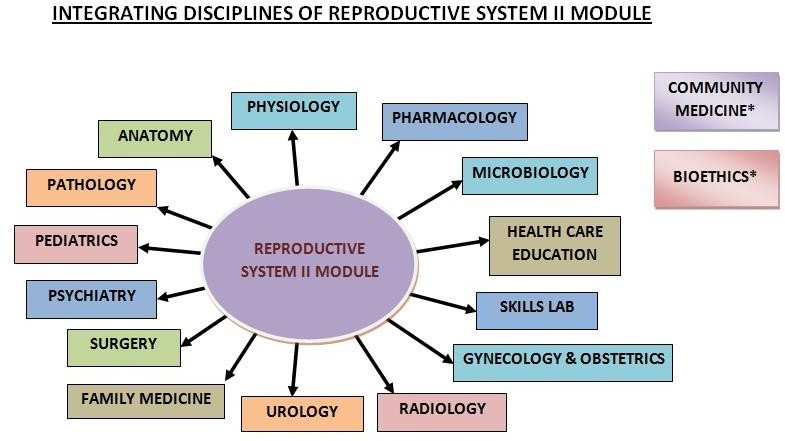 INTEGRATING DISCIPLINES OF REPRODUCTIVE SYSTEM II MODULE
COMMUNITY
MEDICINE*
BIOETHICS*
PHYSIOLOGY
PHARMACOLOGY
ANATOMY
MICROBIOLOGY
PATHOLOGY
HEALTH CARE
EDUCATION
PEDIATRICS
REPRODUCTIVE
SYSTEM II MODULE
PSYCHIATRY
SKILLS LAB
SURGERY
GYNECOLOGY & OBSTETRICS
FAMILY MEDICINE
UROLOGY
RADIOLOGY